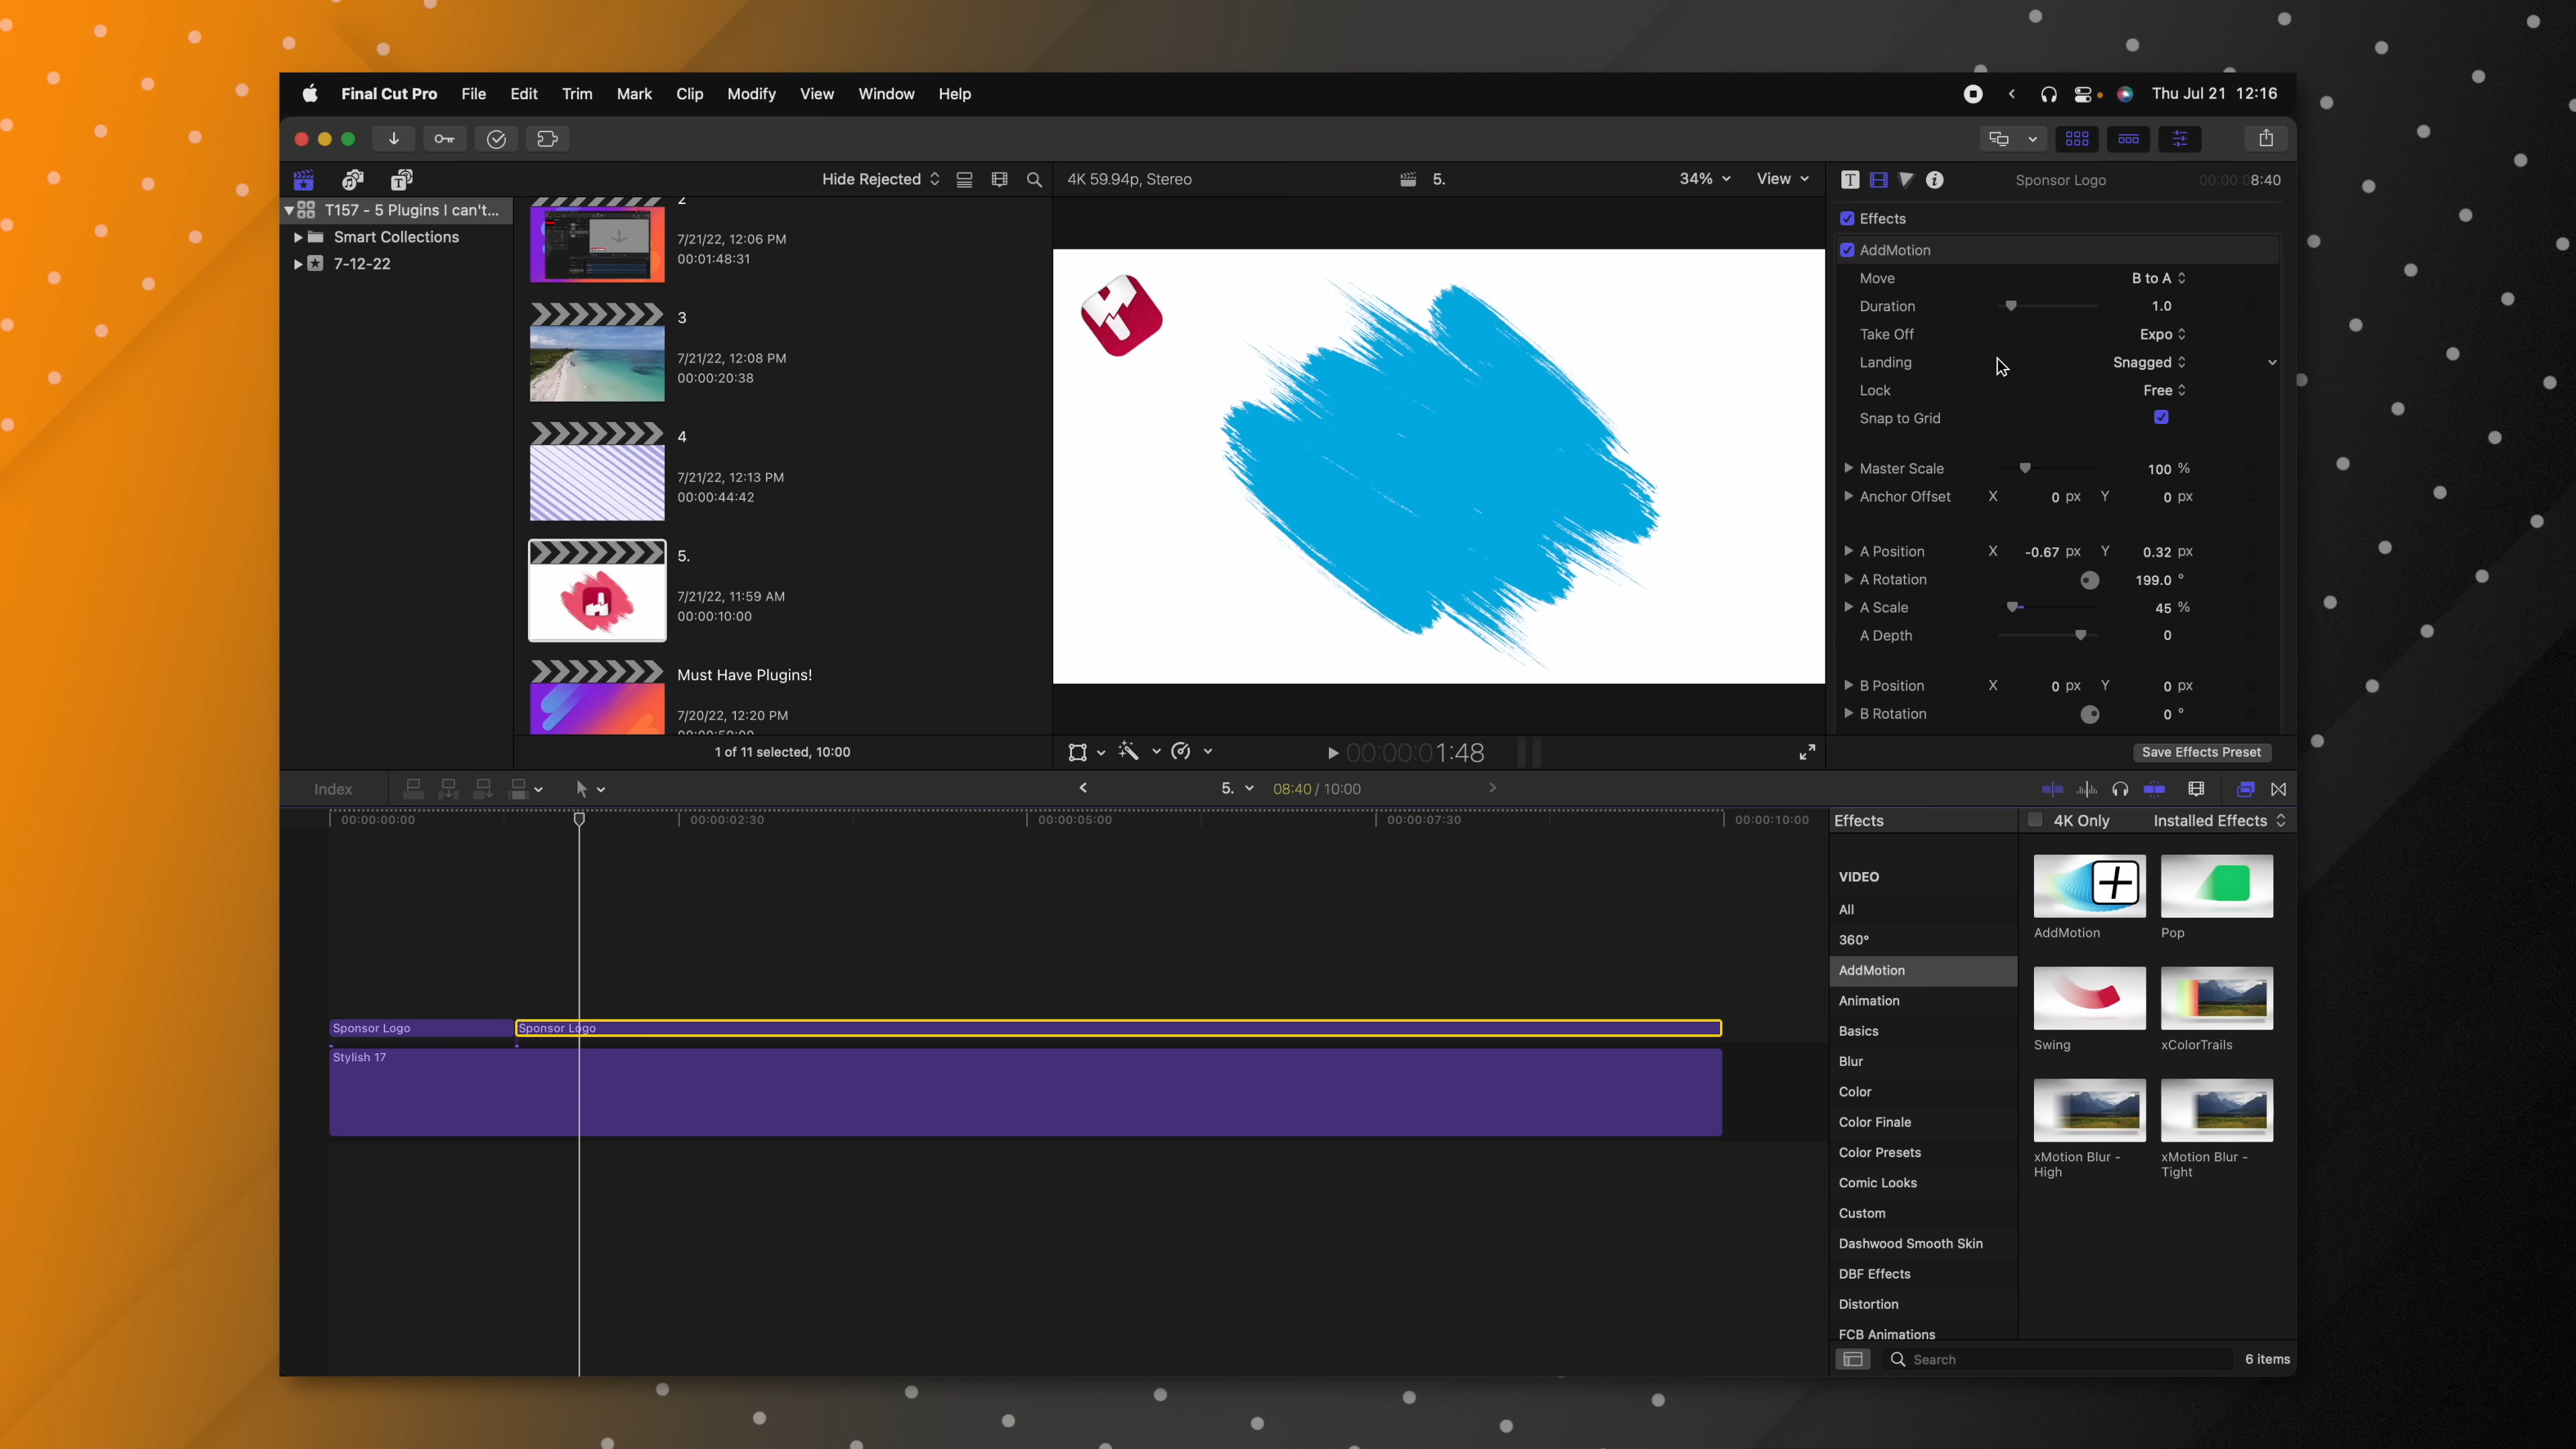 Final Cut Pro File Edit Trim Mark Clip Modify View Window Help
Thu Jul 21 12:16
Hide Rejected
4K 59.94p, Stereo
5.
34%
View
Sponsor Logo
00:00:08:40
T157 - 5 Plugins I can't...
Smart Collections
7-12-22
2
7/21/22, 12:06 PM
00:01:48:31
3
7/21/22, 12:08 PM
00:00:20:38
4
7/21/22, 12:13 PM
00:00:44:42
5.
7/21/22, 11:59 AM
00:00:10:00
Must Have Plugins!
7/20/22, 12:20 PM
1 of 11 selected, 10:00
00:00:01:48
Effects
AddMotion
Move B to A
Duration 1.0
Take Off Expo
Landing Snagged
Lock Free
Snap to Grid
Master Scale 100 %
Anchor Offset X 0 px Y 0 px
A Position X -0.67 px Y 0.32 px
A Rotation 199.0 °
A Scale 45 %
A Depth 0
B Position X 0 px Y 0 px
B Rotation 0 °
Save Effects Preset
Index
5.
08:40 / 10:00
00:00:00:00
00:00:02:30
00:00:05:00
00:00:07:30
00:00:10:00
Sponsor Logo
Sponsor Logo
Stylish 17
Effects
4K Only
Installed Effects
VIDEO
All
360°
AddMotion
Animation
Basics
Blur
Color
Color Finale
Color Presets
Comic Looks
Custom
Dashwood Smooth Skin
DBF Effects
Distortion
FCB Animations
AddMotion
Pop
Swing
xColorTrails
xMotion Blur -
High
xMotion Blur -
Tight
Search
6 items